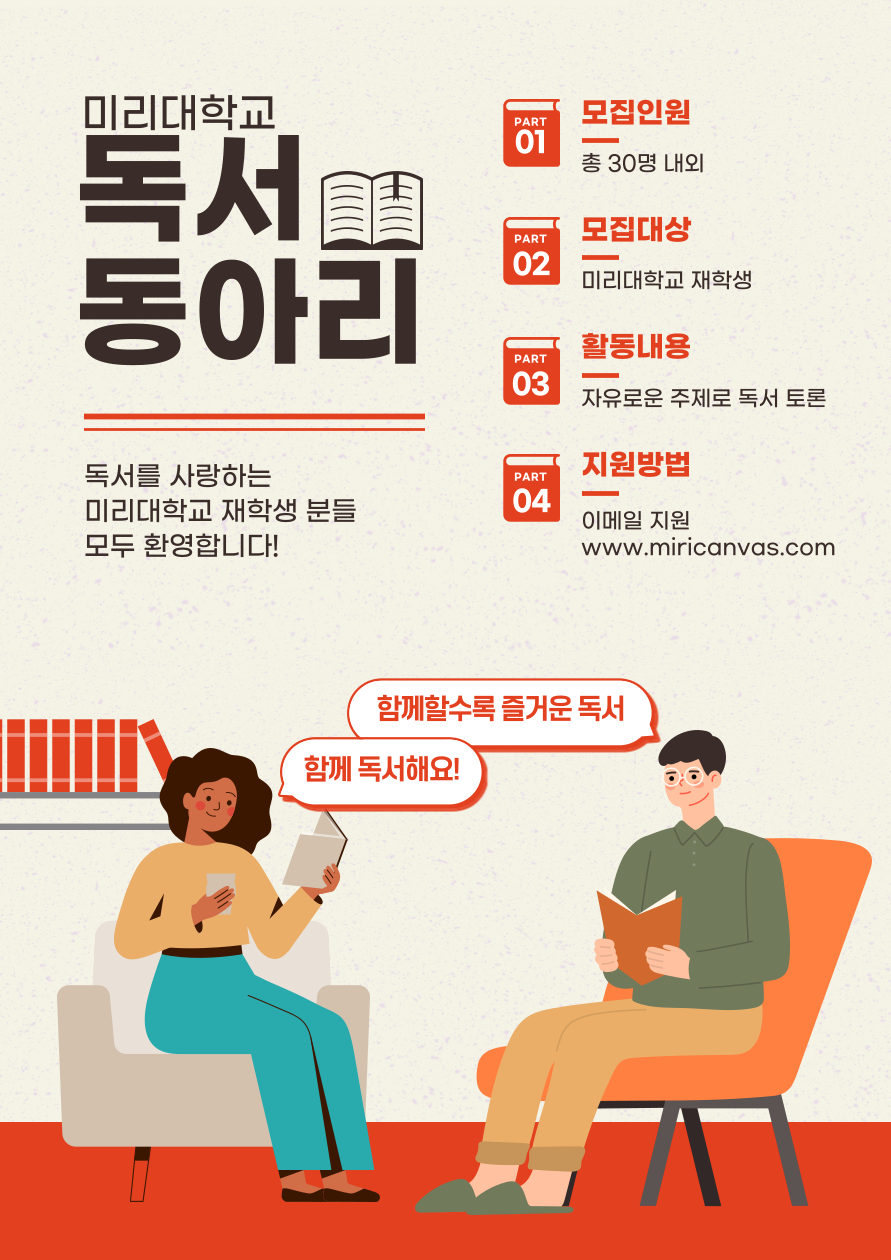 미리대학교
독서
동아리
독서를 사랑하는
미리대학교 재학생 분들
모두 환영합니다!
PART
01
모집인원
총 30명 내외
PART
02
모집대상
미리대학교 재학생
PART
03
활동내용
자유로운 주제로 독서 토론
PART
04
지원방법
이메일 지원
www.miricanvas.com
함께할수록 즐거운 독서
함께 독서해요!